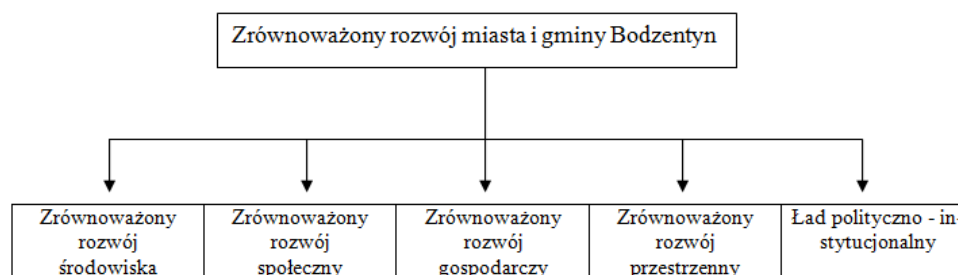 Zrównoważony rozwój miasta i gminy Bodzentyn
Zrównoważony
rozwój
środowiska
Zrównoważony
rozwój
społeczny
Zrównoważony
rozwój
gospodarczy
Zrównoważony
rozwój
przestrzenny
Ład polityczno - in-
stytucjonalny